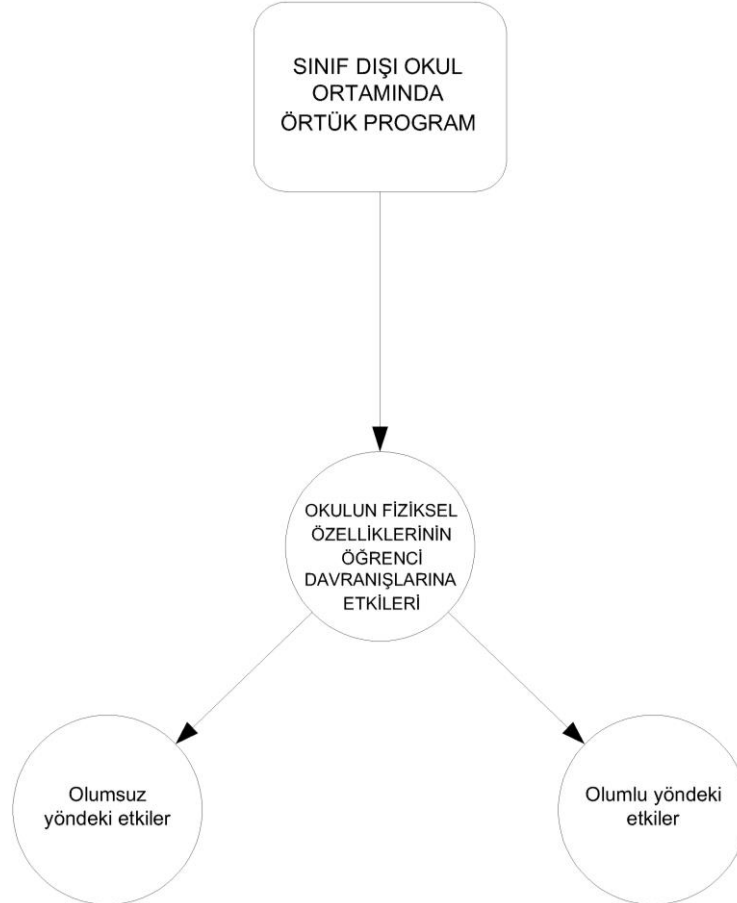 SINIF DIŞI OKUL
ORTAMINDA
ÖRTÜK PROGRAM
OKULUN FİZİKSEL
ÖZELLİKLERİNİN
ÖĞRENCİ
DAVRANIŞLARINA
ETKİLERİ
Olumsuz
yöndeki etkiler
Olumlu yöndeki
etkiler